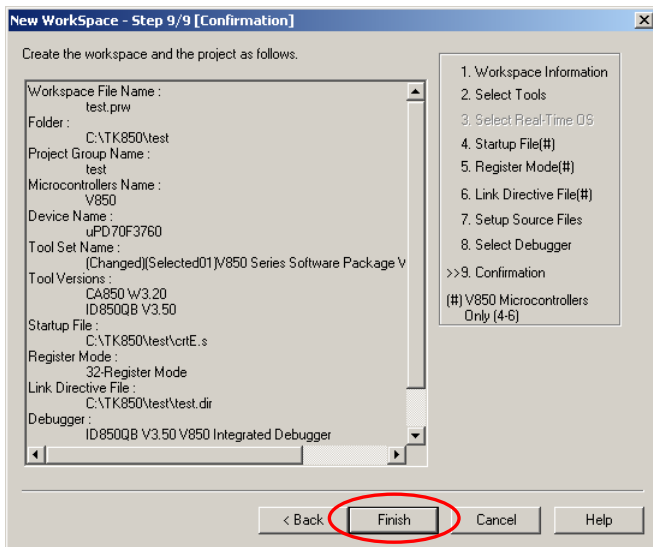 New WorkSpace - Step 9/9 [Confirmation]
Create the workspace and the project as follows.
Workspace File Name :
test.prw
Folder :
C:\TK850\test
Project Group Name :
test
Microcontrollers Name :
V850
Device Name :
uPD70F3760
Tool Set Name :
(Changed)(Selected01)V850 Series Software Package V
Tool Versions :
CA850 W3.20
ID850QB V3.50
Startup File :
C:\TK850\test\crtE.s
Register Mode :
32-Register Mode
Link Directive File :
C:\TK850\test\test.dir
Debugger :
ID850QB V3.50 V850 Integrated Debugger
1. Workspace Information
2. Select Tools
3. Select Real-Time OS
4. Startup File(#)
5. Register Mode(#)
6. Link Directive File(#)
7. Setup Source Files
8. Select Debugger
>>9. Confirmation
(#) V850 Microcontrollers
Only (4-6)
< Back
Finish
Cancel
Help